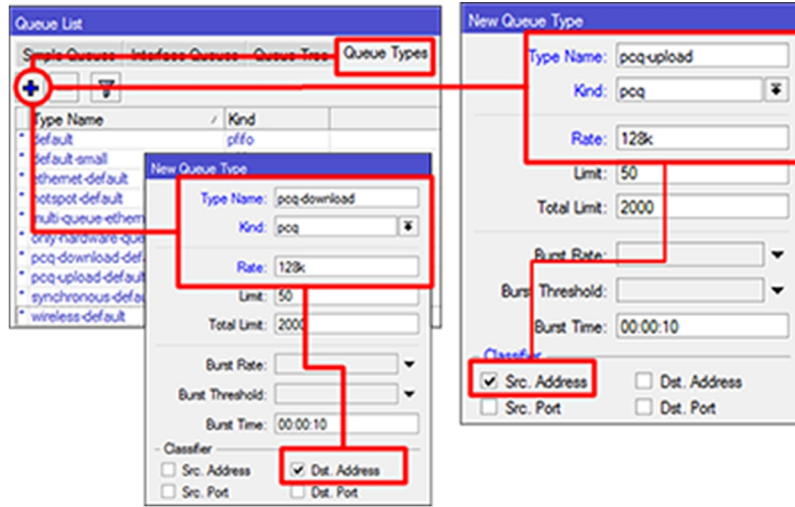 Queue List
Simple Queues Interface Queues Queue Tree Queue Types
Type Name / Kind
* default pfifo
* default-small
* ethernet-default
* hotspot-default
* multi-queue-ethern
* only-hardware-que
* pcq-download-def
* pcq-upload-default
* synchronous-defau
* wireless-default
New Queue Type
Type Name: pcq-download
Kind: pcq
Rate: 128k
Limit: 50
Total Limit: 2000
Burst Rate:
Burst Threshold:
Burst Time: 00:00:10
Classifier
Src. Address Dst. Address
Src. Port Dst. Port
New Queue Type
Type Name: pcq-upload
Kind: pcq
Rate: 128k
Limit: 50
Total Limit: 2000
Burst Rate:
Burst Threshold:
Burst Time: 00:00:10
Classifier
Src. Address Dst. Address
Src. Port Dst. Port